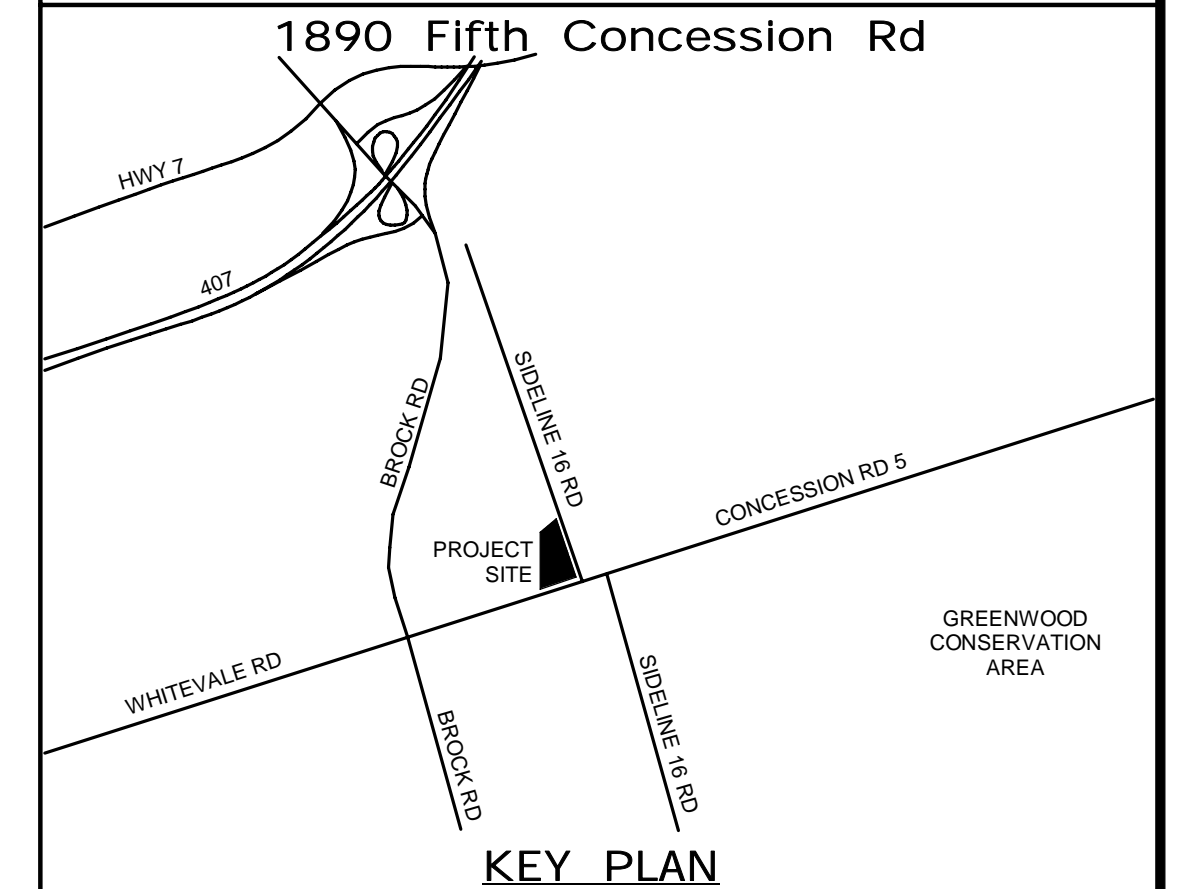 1890 Fifth Concession Rd
HWY 7
407
SIDELINE 16 RD
BROCK RD
CONCESSION RD 5
PROJECT
SITE
GREENWOOD
CONSERVATION
AREA
WHITEVALE RD
SIDELINE 16 RD
BROCK RD
KEY PLAN